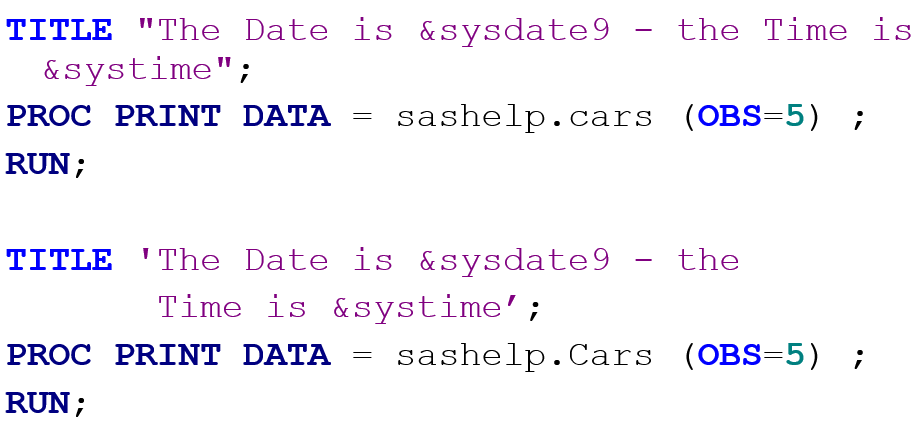 TITLE "The Date is &sysdate9 - the Time is
&systime";
PROC PRINT DATA = sashelp.cars (OBS=5) ;
RUN;
TITLE 'The Date is &sysdate9 - the
Time is &systime’;
PROC PRINT DATA = sashelp.Cars (OBS=5) ;
RUN;